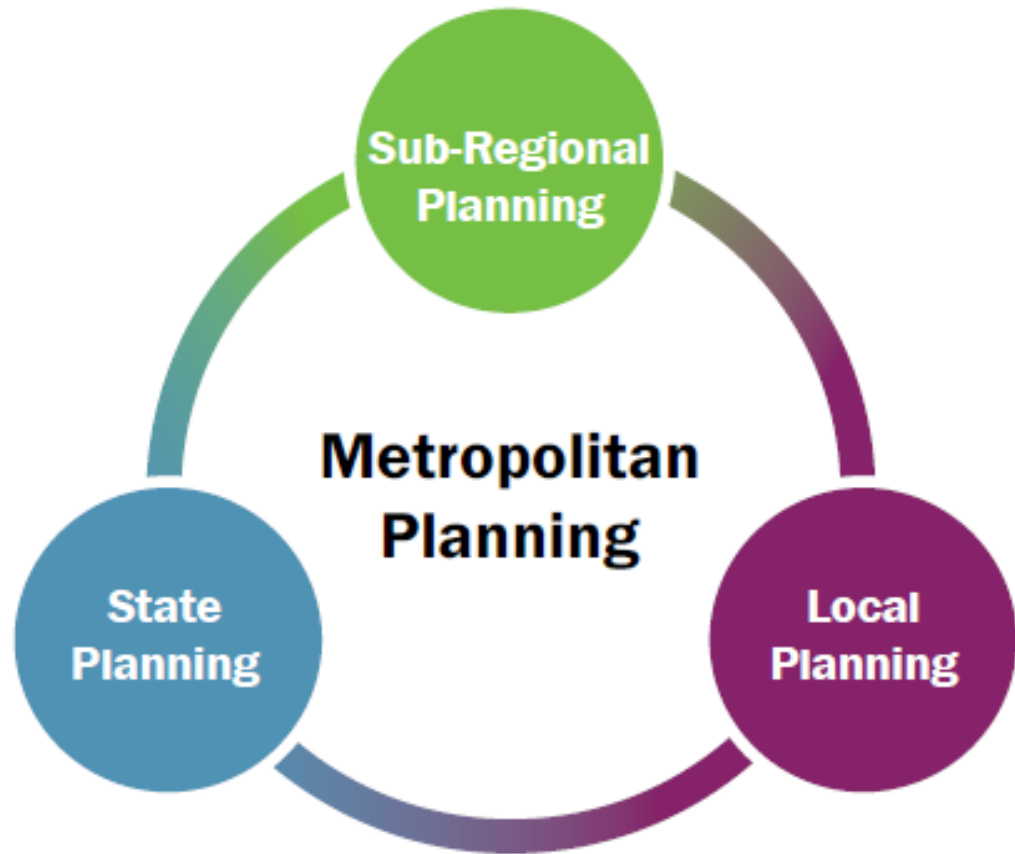 Sub-Regional
Planning
Metropolitan
Planning
State
Planning
Local
Planning